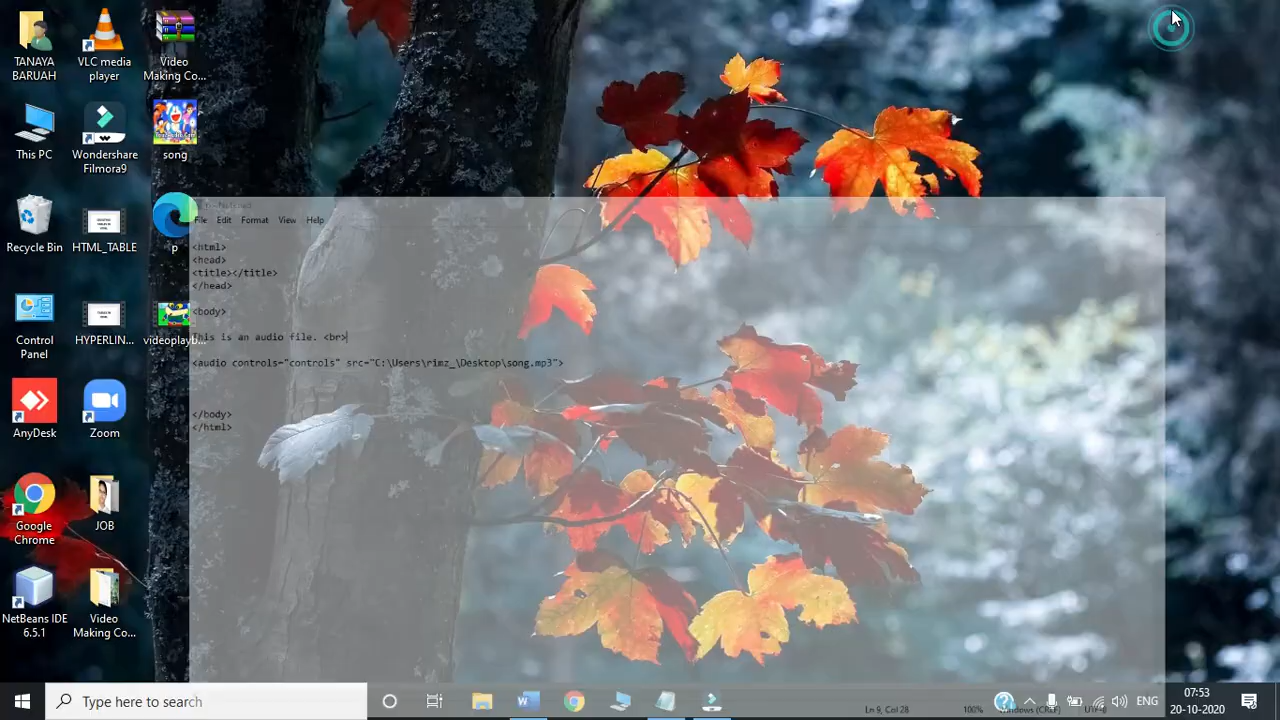 TANAYA
BARUAH
VLC media
player
Video
Making Co...
This PC
Wondershare
Filmora9
song
Recycle Bin
HTML_TABLE
p
Control
Panel
HYPERLIN...
videoplayb...
AnyDesk
Zoom
Google
Chrome
JOB
NetBeans IDE
6.5.1
Video
Making Co...
File Edit Format View Help
<html>
<head>
<title></title>
</head>
<body>
This is an audio file. <br>
<audio controls="controls" src="C:\Users\rimz_\Desktop\song.mp3">
</body>
</html>
Ln 9, Col 28 100% Windows (CRLF) UTF-8
Type here to search
W
ENG
07:53
20-10-2020